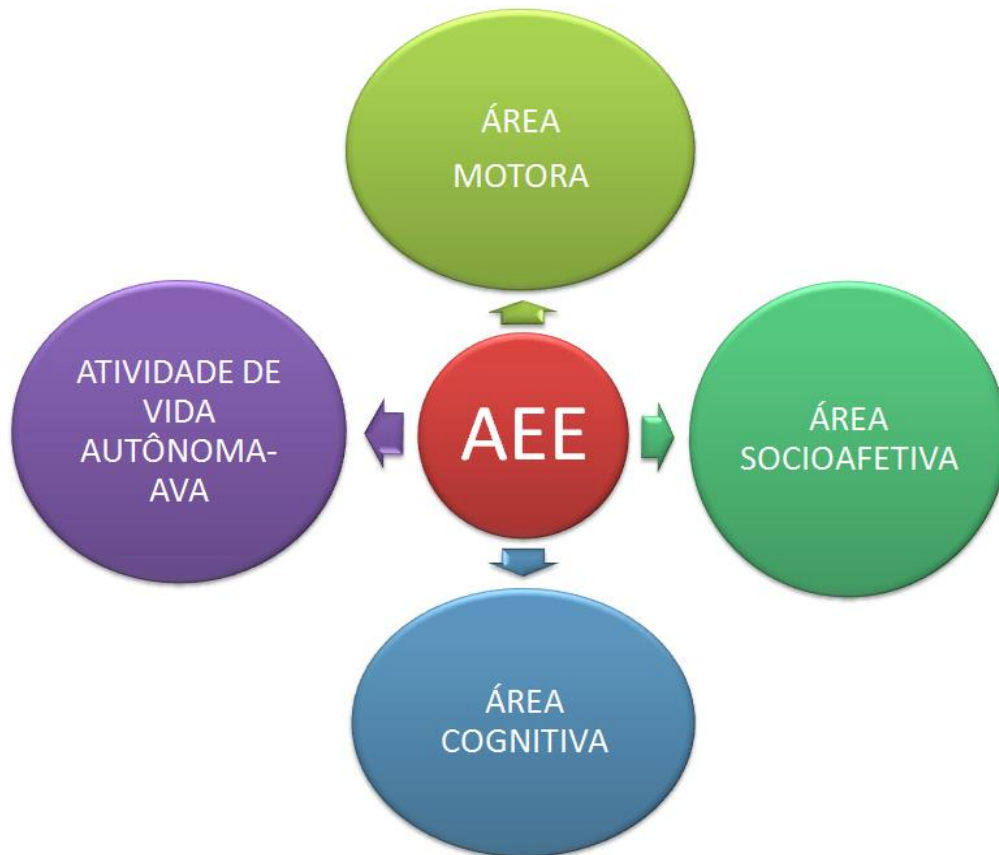 ÁREA
MOTORA
ATIVIDADE DE
VIDA
AUTÔNOMA-
AVA
AEE
ÁREA
SOCIOAFETIVA
ÁREA
COGNITIVA